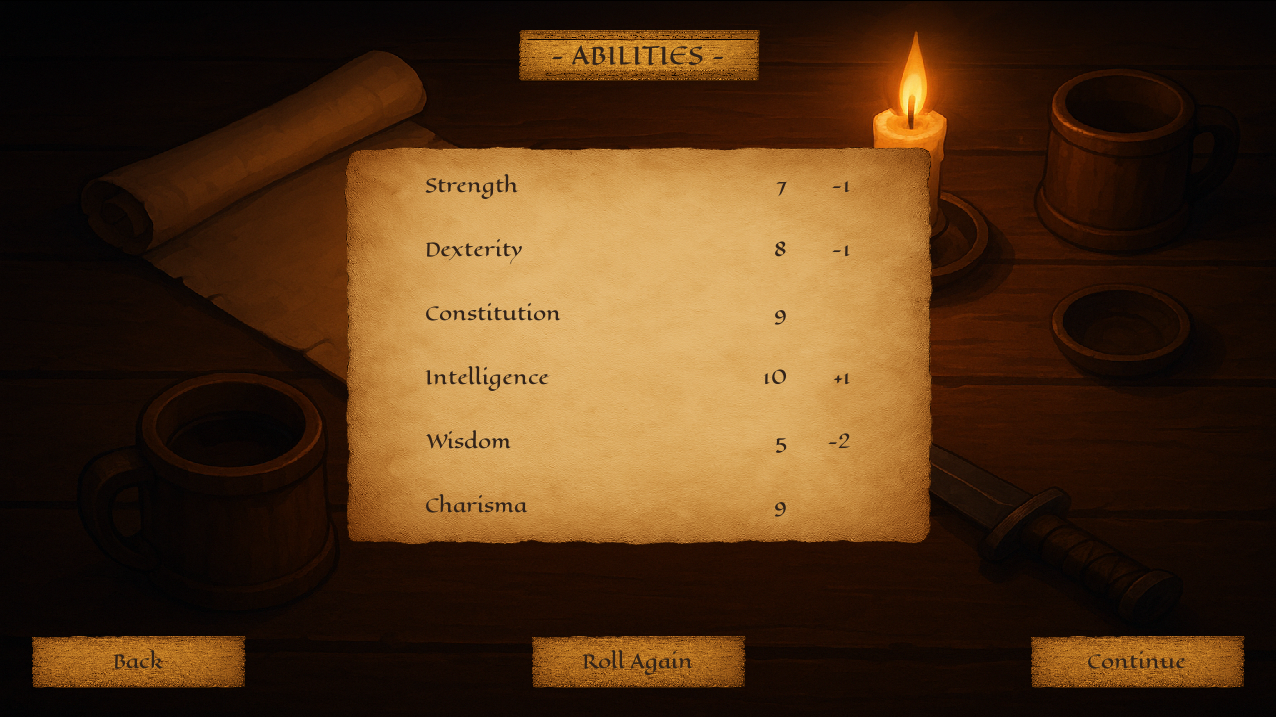 - ABILITIES -
Strength 7 -1
Dexterity 8 -1
Constitution 9
Intelligence 10 +1
Wisdom 5 -2
Charisma 9
Back Roll Again Continue